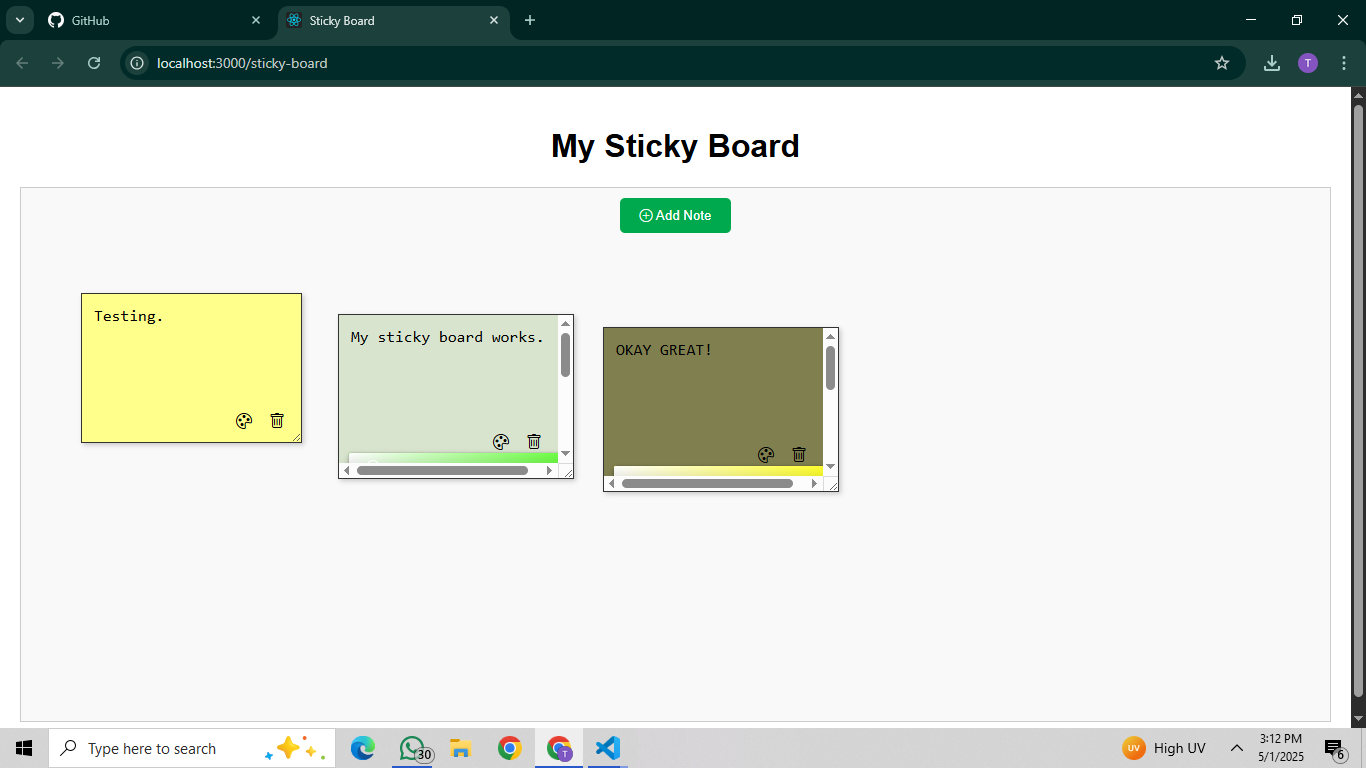 GitHub
Sticky Board
localhost:3000/sticky-board
T
My Sticky Board
Add Note
Testing.
My sticky board works.
OKAY GREAT!
Type here to search
30
T
UV
High UV
3:12 PM
5/1/2025
6